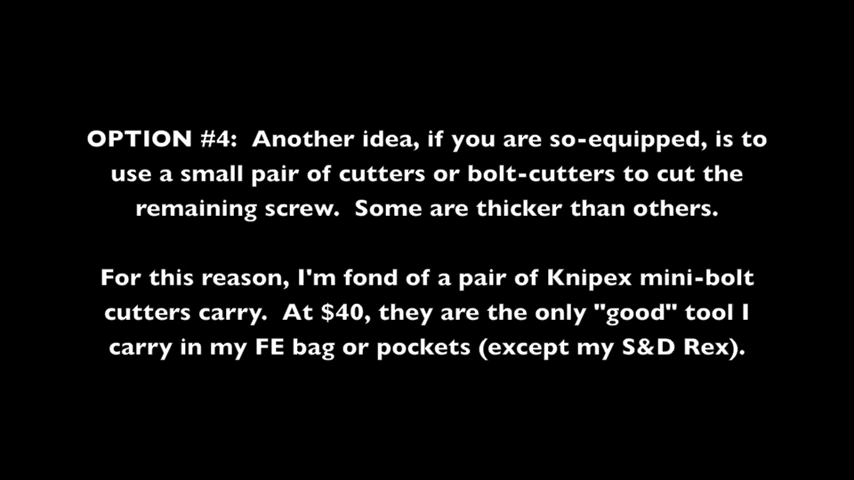 OPTION #4:  Another idea, if you are so-equipped, is to
use a small pair of cutters or bolt-cutters to cut the
remaining screw.  Some are thicker than others.
For this reason, I'm fond of a pair of Knipex mini-bolt
cutters carry.  At $40, they are the only "good" tool I
carry in my FE bag or pockets (except my S&D Rex).